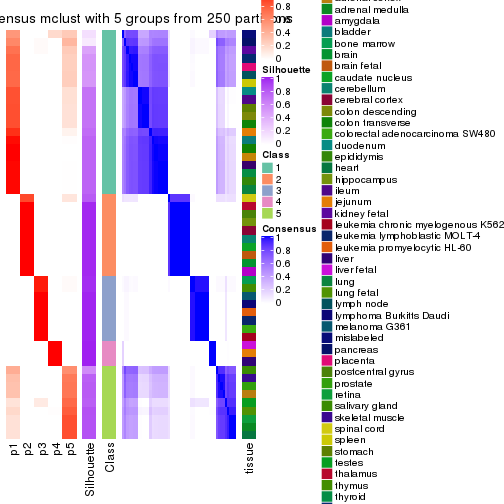 ensus mclust with 5 groups from 250 partitions
p1
p2
p3
p4
p5
Silhouette
Class
tissue
0.8
0.6
0.4
0.2
0
Silhouette
1
0.8
0.6
0.4
0.2
0
Class
1
2
3
4
5
Consensus
1
0.8
0.6
0.4
0.2
0
adrenal medulla
amygdala
bladder
bone marrow
brain
brain fetal
caudate nucleus
cerebellum
cerebral cortex
colon descending
colon transverse
colorectal adenocarcinoma SW480
duodenum
epididymis
heart
hippocampus
ileum
jejunum
kidney fetal
leukemia chronic myelogenous K562
leukemia lymphoblastic MOLT-4
leukemia promyelocytic HL-60
liver
liver fetal
lung
lung fetal
lymph node
lymphoma Burkitts Daudi
melanoma G361
mislabeled
pancreas
placenta
postcentral gyrus
prostate
retina
salivary gland
skeletal muscle
spinal cord
spleen
stomach
testes
thalamus
thymus
thyroid